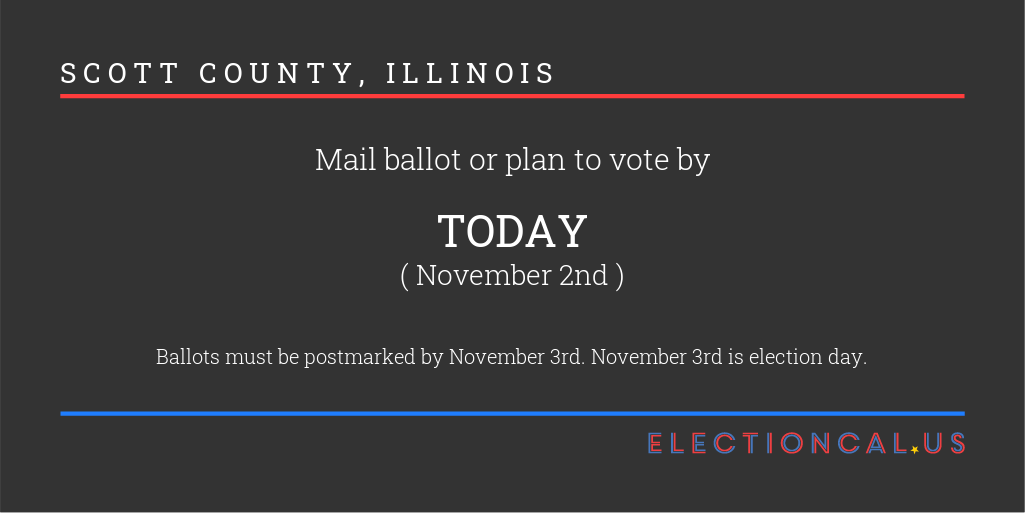 SCOTT COUNTY, ILLINOIS
Mail ballot or plan to vote by
TODAY
( November 2nd )
Ballots must be postmarked by November 3rd. November 3rd is election day.
ELECTIONCAL★US